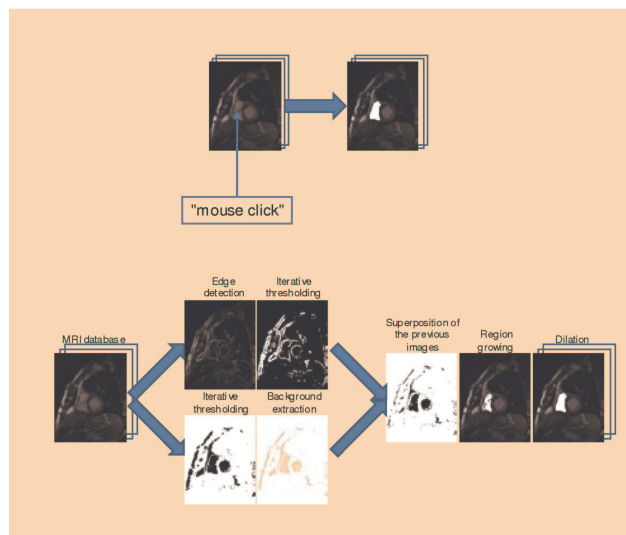 "mouse click"
Edge
detection
Iterative
thresholding
MRI database
Superposition of
the previous
images
Region
growing
Dilation
Iterative
thresholding
Background
extraction